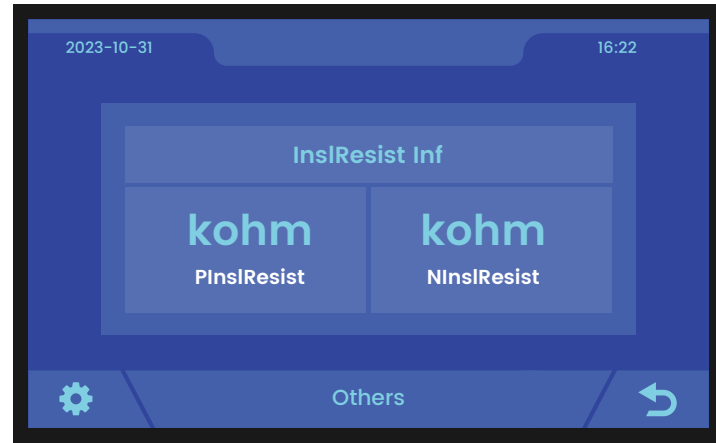 2023-10-31 16:22
InslResist Inf
kohm kohm
PInslResist NInslResist
Others